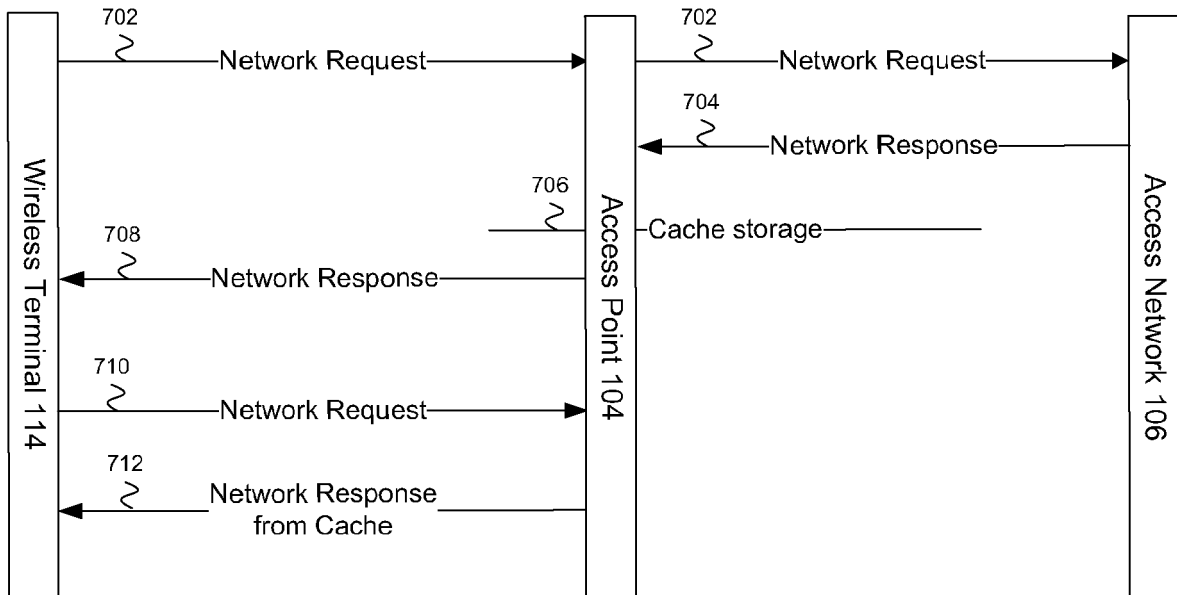 702
702
Network Request
Network Request
704
Network Response
706
Cache storage
708
Network Response
710
Network Request
712
Network Response
from Cache
Wireless Terminal 114
Access Point 104
Access Network 106